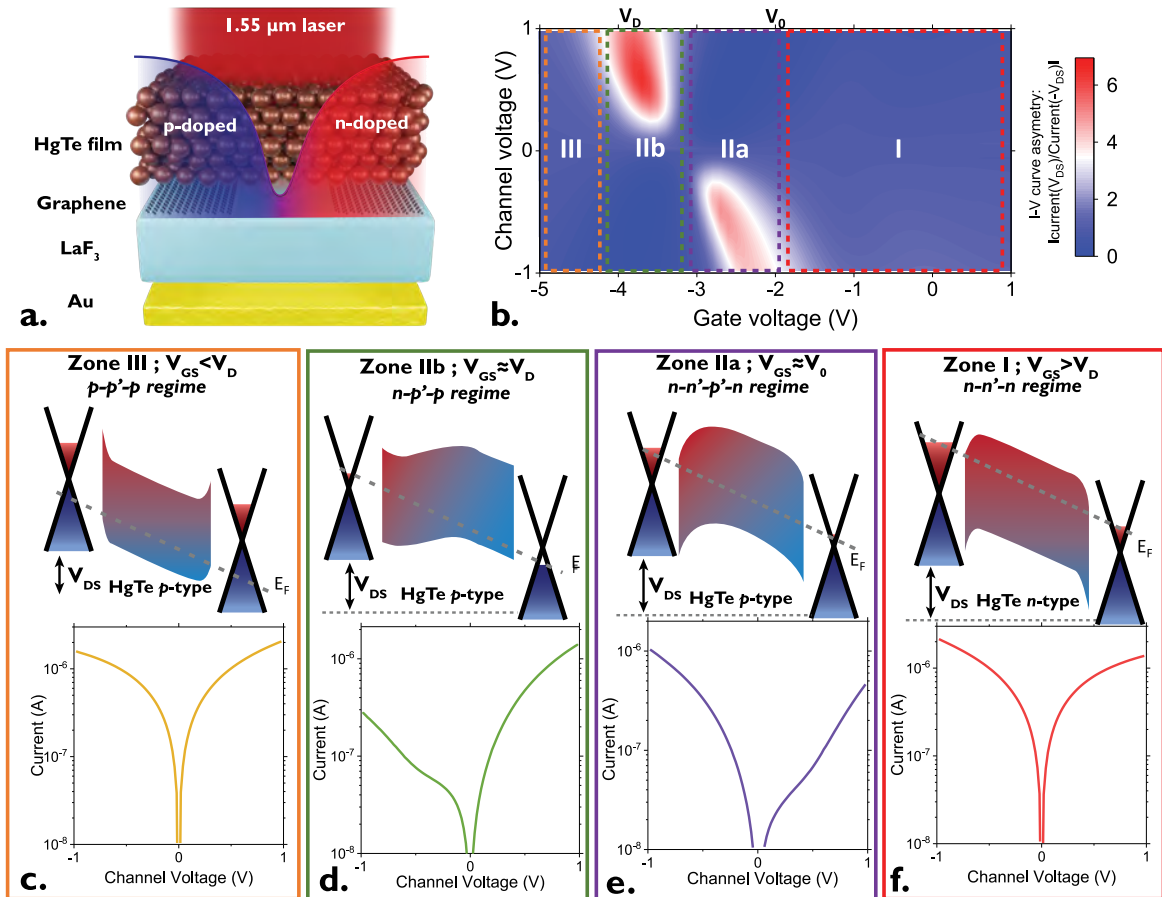 1.55 µm laser
p-doped
n-doped
HgTe film
Graphene
LaF3
Au
a.
VD
V0
Channel voltage (V)
1
0
-1
III
IIb
IIa
I
-5
-4
-3
-2
-1
0
1
Gate voltage (V)
b.
I-V curve asymetry:
|current(VDS)/Current(-VDS)|
6
4
2
0
Zone III ; VGS<VD
p-p'-p regime
VDS
HgTe p-type
EF
Current (A)
10-6
10-7
10-8
-1
0
1
Channel Voltage (V)
c.
Zone IIb ; VGS≈VD
n-p'-p regime
VDS
HgTe p-type
EF
Current (A)
10-6
10-7
10-8
-1
0
1
Channel Voltage (V)
d.
Zone IIa ; VGS≈V0
n-n'-p'-n regime
VDS
HgTe p-type
EF
Current (A)
10-6
10-7
10-8
-1
0
1
Channel Voltage (V)
e.
Zone I ; VGS>VD
n-n'-n regime
VDS
HgTe n-type
EF
Current (A)
10-6
10-7
10-8
-1
0
1
Channel Voltage (V)
f.